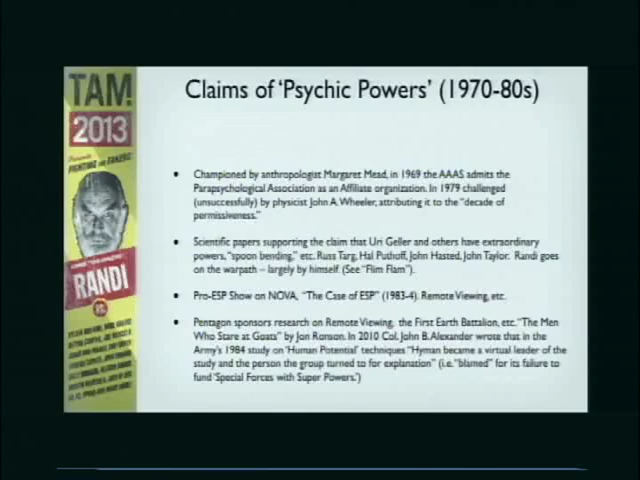 TAM!
2013
FIGHTING THE FAKERS!
RANDI
Claims of 'Psychic Powers' (1970-80s)
• Championed by anthropologist Margaret Mead, in 1969 the AAAS admits the
Parapsychological Association as an Affiliate organization. In 1979 challenged
(unsuccessfully) by physicist John A. Wheeler, attributing it to the "decade of
permissiveness."
• Scientific papers supporting the claim that Uri Geller and others have extraordinary
powers, "spoon bending," etc. Russ Targ, Hal Puthoff, John Hasted, John Taylor. Randi goes
on the warpath – largely by himself. (See "Flim Flam").
• Pro-ESP Show on NOVA, "The Case of ESP" (1983-4). Remote Viewing, etc.
• Pentagon sponsors research on Remote Viewing, the First Earth Battalion, etc. "The Men
Who Stare at Goats" by Jon Ronson. In 2010 Col. John B. Alexander wrote that in the
Army's 1984 study on 'Human Potential' techniques "Hyman became a virtual leader of the
study and the person the group turned to for explanation" (i.e. "blamed" for its failure to
fund 'Special Forces with Super Powers.')